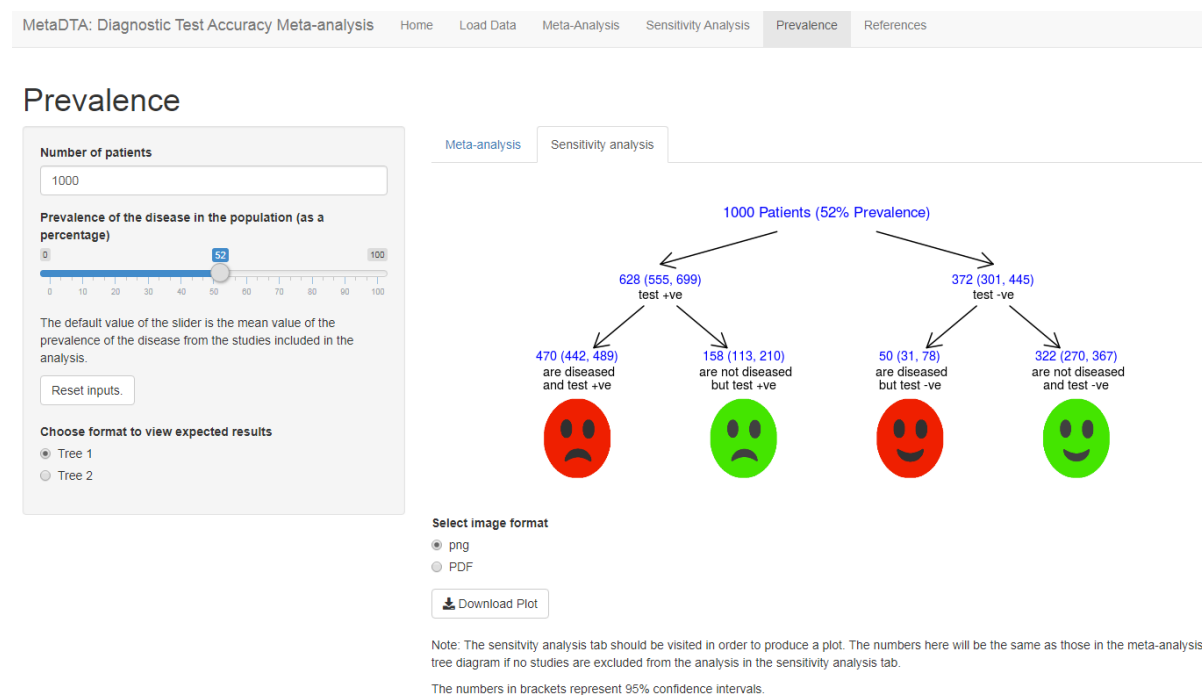 MetaDTA: Diagnostic Test Accuracy Meta-analysis Home Load Data Meta-Analysis Sensitivity Analysis Prevalence References
Prevalence
Number of patients
1000
Prevalence of the disease in the population (as a
percentage)
0 52 100
0 10 20 30 40 50 60 70 80 90 100
The default value of the slider is the mean value of the
prevalence of the disease from the studies included in the
analysis.
Reset inputs.
Choose format to view expected results
Tree 1
Tree 2
Meta-analysis Sensitivity analysis
1000 Patients (52% Prevalence)
628 (555, 699) 372 (301, 445)
test +ve test -ve
470 (442, 489) 158 (113, 210) 50 (31, 78) 322 (270, 367)
are diseased are not diseased are diseased are not diseased
and test +ve but test +ve but test -ve and test -ve
Select image format
png
PDF
Download Plot
Note: The sensitvity analysis tab should be visited in order to produce a plot. The numbers here will be the same as those in the meta-analysis
tree diagram if no studies are excluded from the analysis in the sensitivity analysis tab.
The numbers in brackets represent 95% confidence intervals.